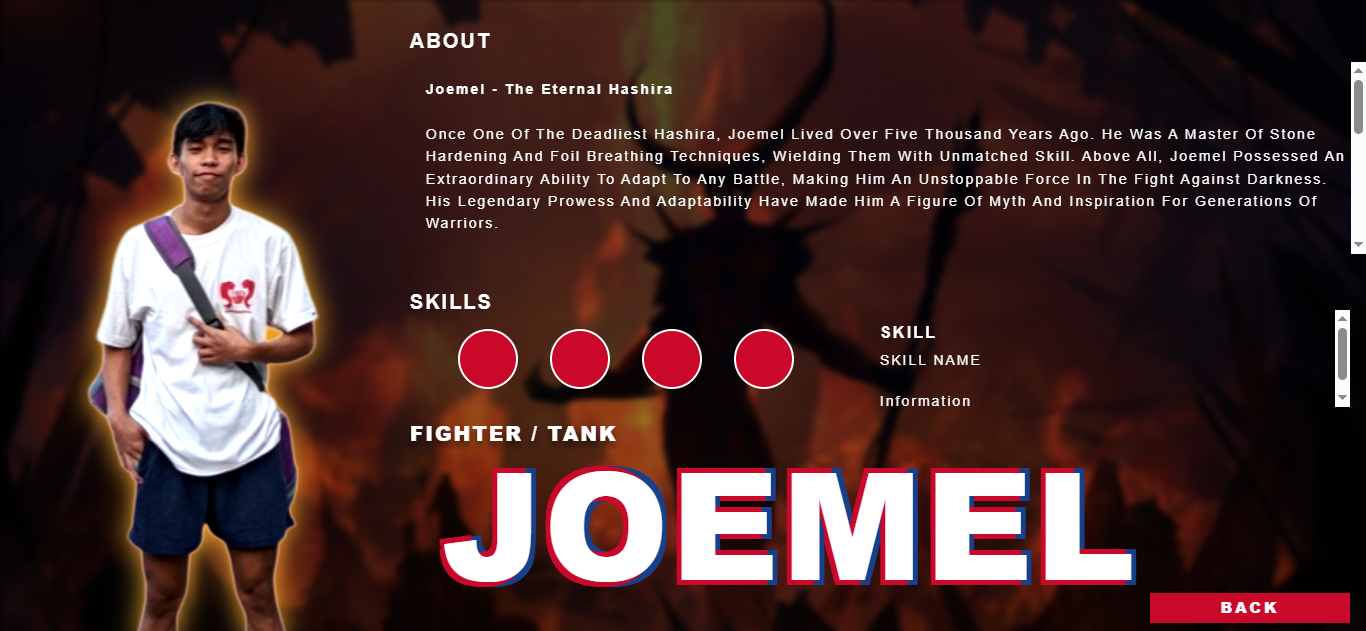 ABOUT
Joemel - The Eternal Hashira
Once One Of The Deadliest Hashira, Joemel Lived Over Five Thousand Years Ago. He Was A Master Of Stone
Hardening And Foil Breathing Techniques, Wielding Them With Unmatched Skill. Above All, Joemel Possessed An
Extraordinary Ability To Adapt To Any Battle, Making Him An Unstoppable Force In The Fight Against Darkness.
His Legendary Prowess And Adaptability Have Made Him A Figure Of Myth And Inspiration For Generations Of
Warriors.
SKILLS
SKILL
SKILL NAME
Information
FIGHTER / TANK
JOEMEL
BACK